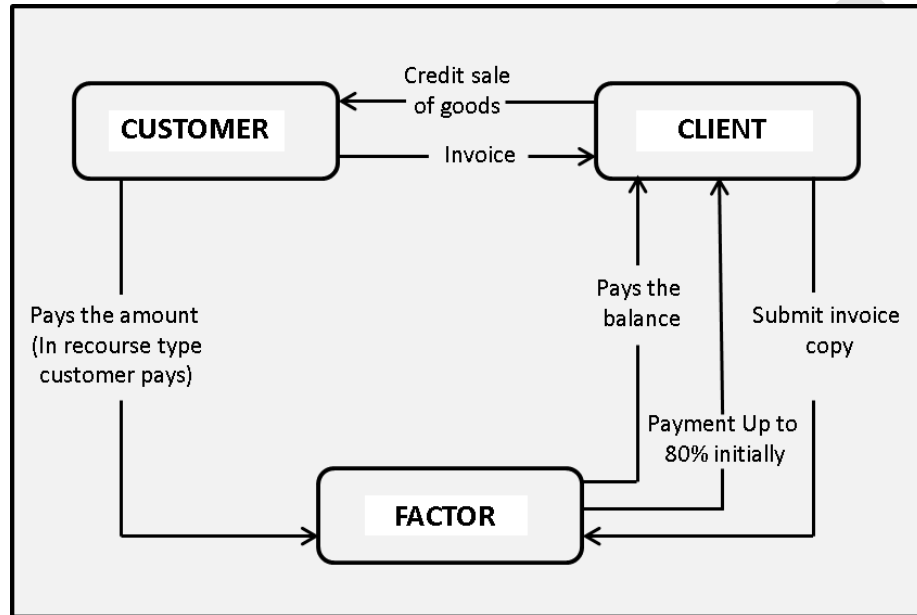 Credit sale
of goods
CUSTOMER
CLIENT
Invoice
Pays the amount
(In recourse type
customer pays)
Pays the
balance
Submit invoice
copy
Payment Up to
80% initially
FACTOR